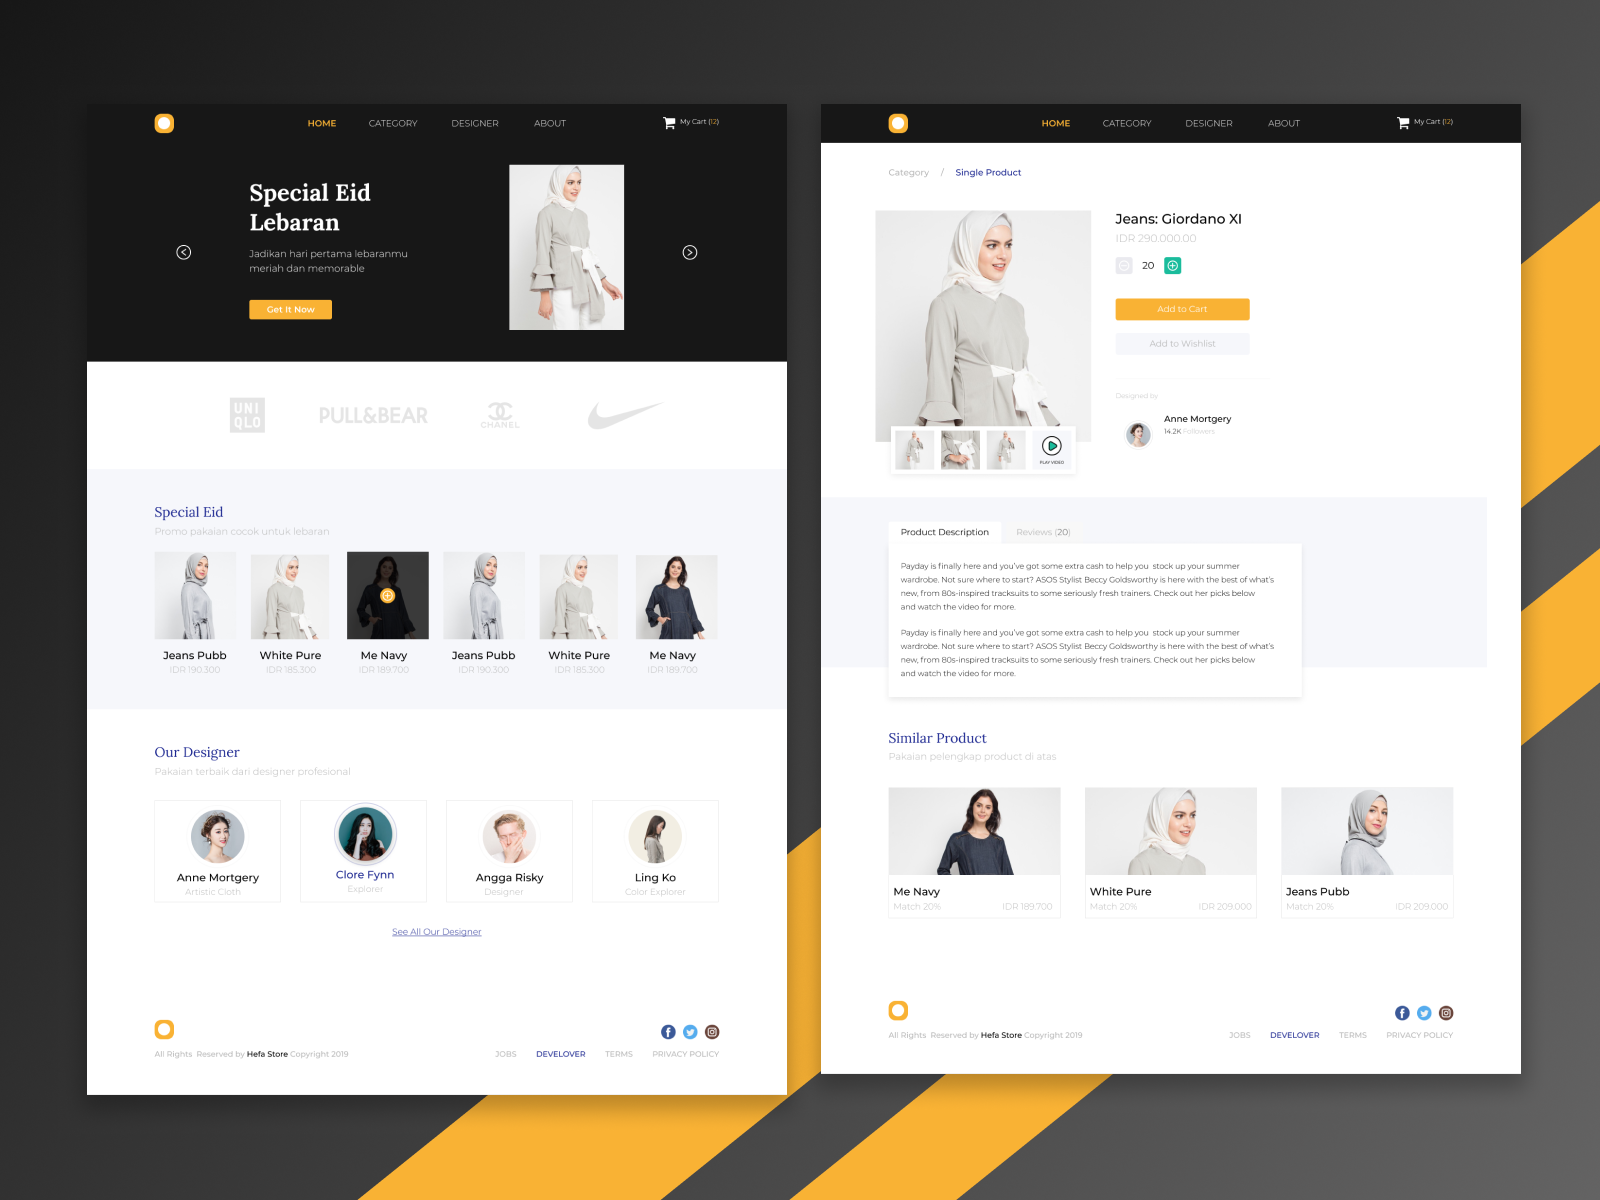 HOME CATEGORY DESIGNER ABOUT My Cart (12)
Special Eid
Lebaran
Jadikan hari pertama lebaranmu
meriah dan memorable
Get It Now
UNI
QLO
PULL&BEAR
CHANEL
Special Eid
Promo pakaian cocok untuk lebaran
Jeans Pubb White Pure Me Navy Jeans Pubb White Pure Me Navy
IDR 190.300 IDR 185.300 IDR 189.700 IDR 190.300 IDR 185.300 IDR 189.700
Our Designer
Pakaian terbaik dari designer profesional
Anne Mortgery Clore Fynn Angga Risky Ling Ko
Artistic Cloth Explorer Designer Color Explorer
See All Our Designer
All Rights Reserved by Hefa Store Copyright 2019
JOBS DEVELOVER TERMS PRIVACY POLICY
HOME CATEGORY DESIGNER ABOUT My Cart (12)
Category / Single Product
Jeans: Giordano XI
IDR 290.000.00
20
Add to Cart
Add to Wishlist
Designed by
Anne Mortgery
14.2K Followers
PLAY VIDEO
Product Description Reviews (20)
Payday is finally here and you've got some extra cash to help you stock up your summer
wardrobe. Not sure where to start? ASOS Stylist Beccy Goldsworthy is here with the best of what's
new, from 80s-inspired tracksuits to some seriously fresh trainers. Check out her picks below
and watch the video for more.
Payday is finally here and you've got some extra cash to help you stock up your summer
wardrobe. Not sure where to start? ASOS Stylist Beccy Goldsworthy is here with the best of what's
new, from 80s-inspired tracksuits to some seriously fresh trainers. Check out her picks below
and watch the video for more.
Similar Product
Pakaian pelengkap product di atas
Me Navy White Pure Jeans Pubb
Match 20% IDR 189.700 Match 20% IDR 209.000 Match 20% IDR 209.000
All Rights Reserved by Hefa Store Copyright 2019
JOBS DEVELOVER TERMS PRIVACY POLICY